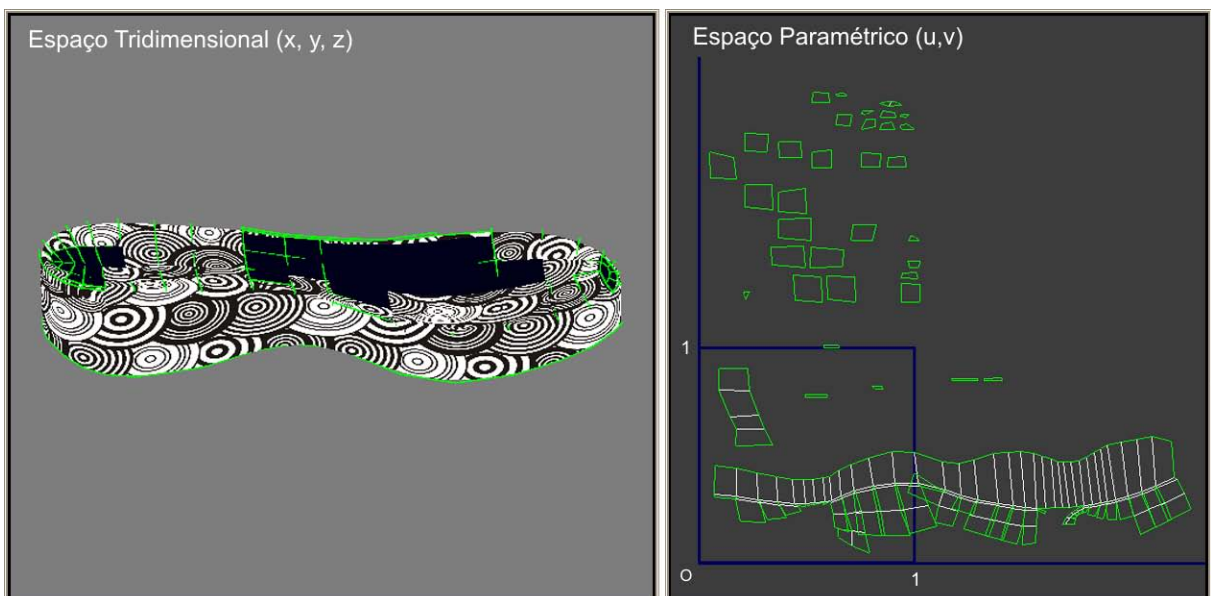 Espaço Tridimensional (x, y, z)
Espaço Paramétrico (u,v)
1
O
1